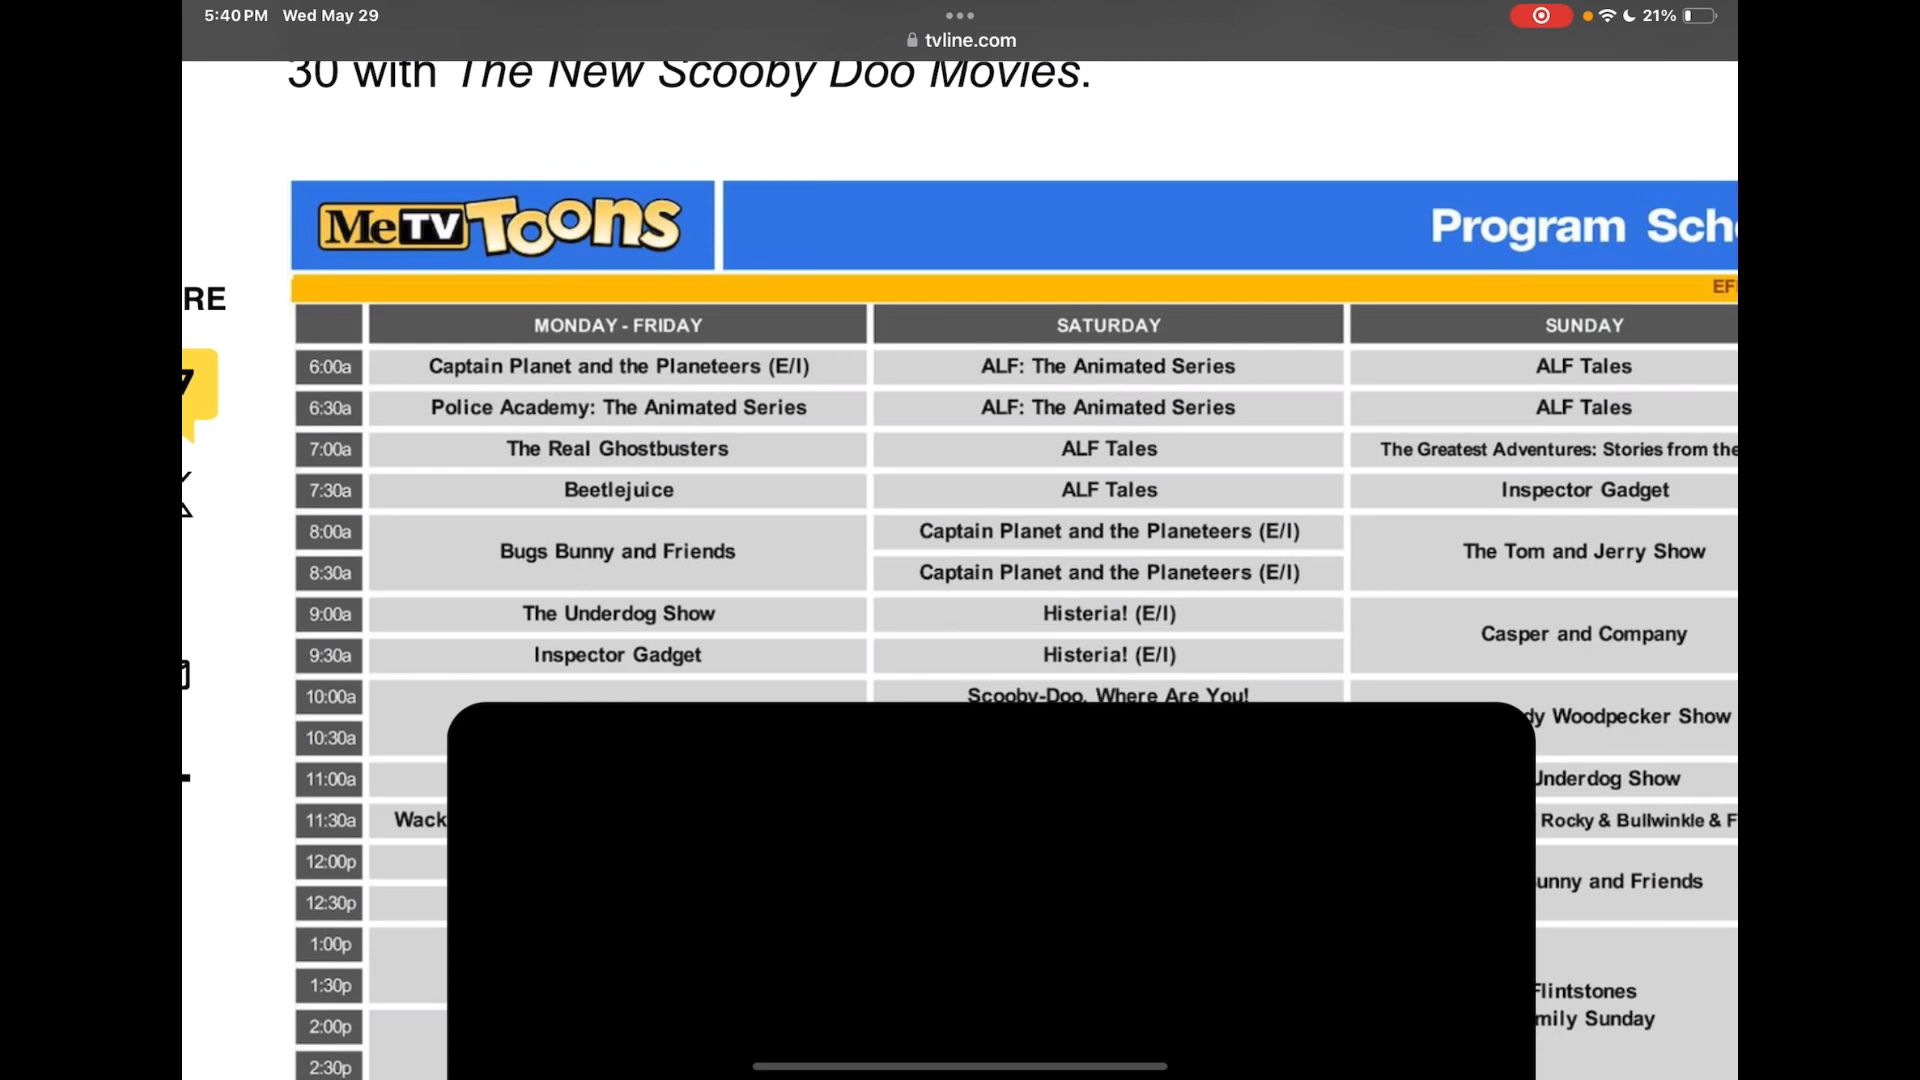 5:40 PM Wed May 29
21%
tvline.com
30 with The New Scooby Doo Movies.
RE
7
MeTV Toons
Program Sch
EF
MONDAY - FRIDAY SATURDAY SUNDAY
6:00a Captain Planet and the Planeteers (E/I) ALF: The Animated Series ALF Tales
6:30a Police Academy: The Animated Series ALF: The Animated Series ALF Tales
7:00a The Real Ghostbusters ALF Tales The Greatest Adventures: Stories from the
7:30a Beetlejuice ALF Tales Inspector Gadget
8:00a Captain Planet and the Planeteers (E/I)
Bugs Bunny and Friends The Tom and Jerry Show
8:30a Captain Planet and the Planeteers (E/I)
9:00a The Underdog Show Histeria! (E/I)
Casper and Company
9:30a Inspector Gadget Histeria! (E/I)
10:00a Scooby-Doo, Where Are You!
dy Woodpecker Show
10:30a
11:00a Underdog Show
11:30a Wack Rocky & Bullwinkle & F
12:00p
unny and Friends
12:30p
1:00p
1:30p Flintstones
mily Sunday
2:00p
2:30p